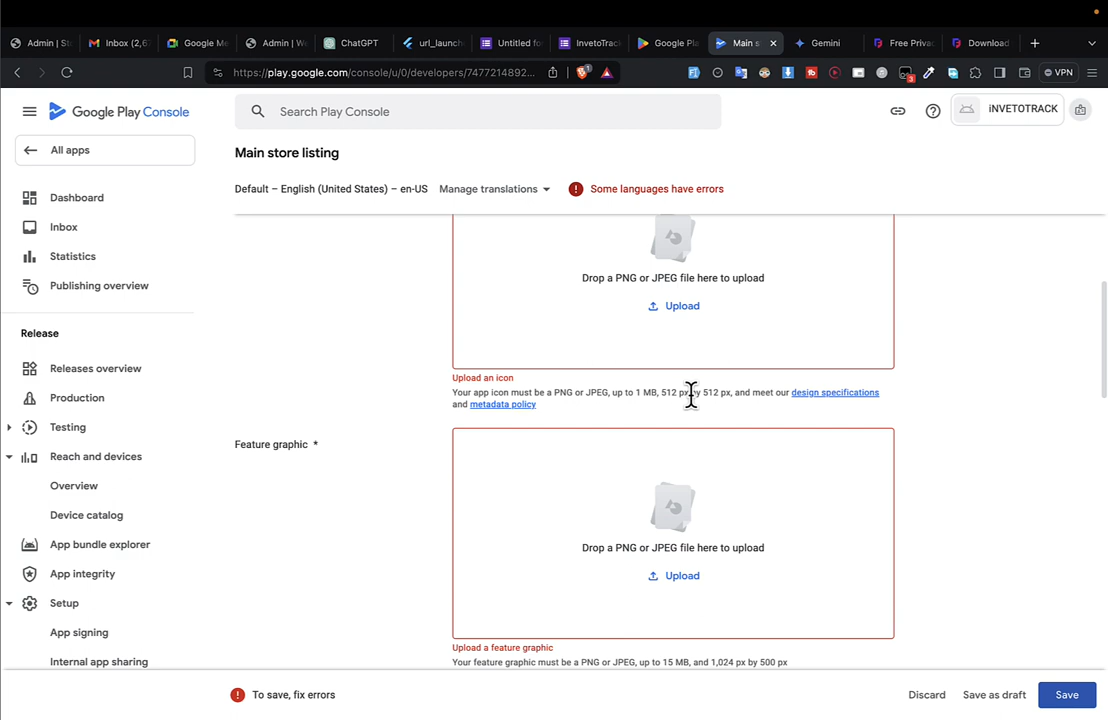 Admin | St
Inbox (2,6
Google Me
Admin | W
ChatGPT
url_launch
Untitled fo
InvetoTrac
Google Pla
Main s
Gemini
Free Privac
Download
https://play.google.com/console/u/0/developers/7477214892...
1
3
VPN
Google Play Console
Search Play Console
iNVETOTRACK
All apps
Main store listing
Default – English (United States) – en-US
Manage translations
Some languages have errors
Dashboard
Inbox
Statistics
Publishing overview
Release
Releases overview
Production
Testing
Reach and devices
Overview
Device catalog
App bundle explorer
App integrity
Setup
App signing
Internal app sharing
Drop a PNG or JPEG file here to upload
Upload
Upload an icon
Your app icon must be a PNG or JPEG, up to 1 MB, 512 px by 512 px, and meet our design specifications
and metadata policy
Feature graphic *
Drop a PNG or JPEG file here to upload
Upload
Upload a feature graphic
Your feature graphic must be a PNG or JPEG, up to 15 MB, and 1,024 px by 500 px
To save, fix errors
Discard
Save as draft
Save